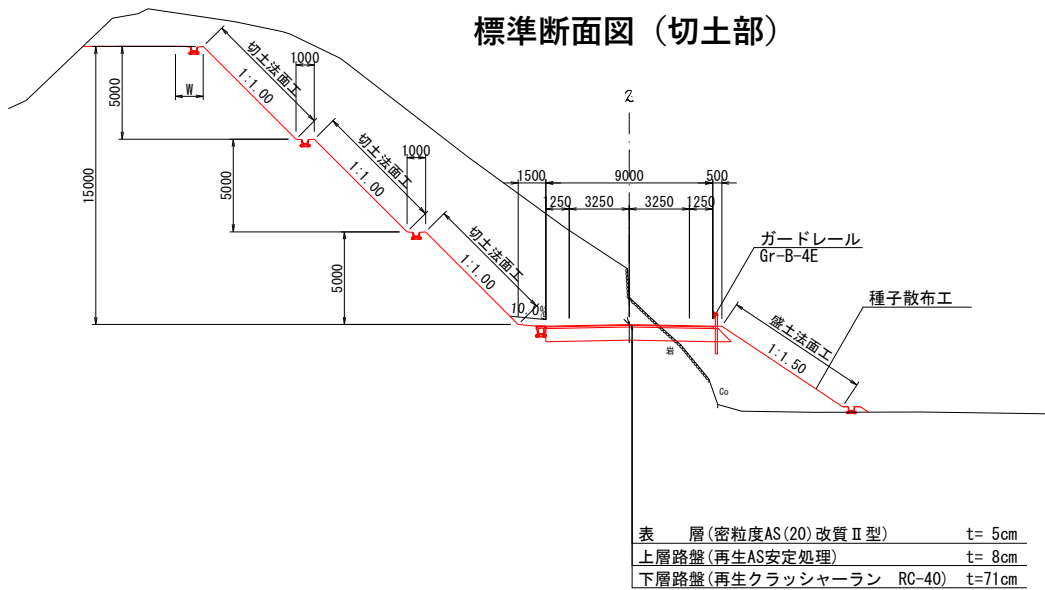 標準断面図（切土部）
切土法面工
1:1.00
1000
W
5000
15000
切土法面工
1:1.00
1000
5000
切土法面工
1:1.00
5000
10.0%
1500
9000
500
1250
3250
3250
1250
ガードレール
Gr-B-4E
種子散布工
盛土法面工
1:1.50
岩
Co
表　　層(密粒度AS(20)改質Ⅱ型)　t= 5cm
上層路盤(再生AS安定処理)　t= 8cm
下層路盤(再生クラッシャーラン　RC-40)　t=71cm